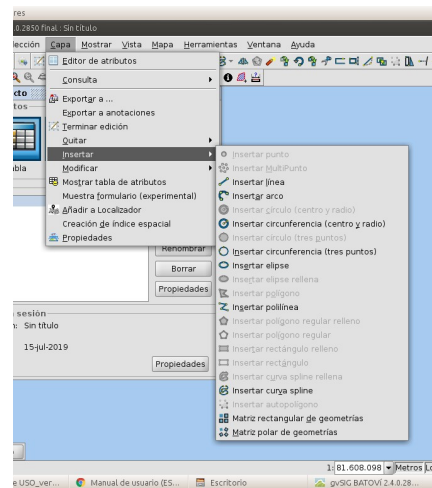 res
.0.2850 final : Sin título
lección Capa Mostrar Vista Mapa Herramientas Ventana Ayuda
Editor de atributos
Consulta
cto
Exportar a ...
tos
Exportar a anotaciones
Terminar edición
Quitar
Insertar
Insertar punto
bla
Modificar
Insertar MultiPunto
Mostrar tabla de atributos
Insertar línea
Muestra formulario (experimental)
Insertar arco
Añadir a Localizador
Insertar círculo (centro y radio)
Creación de índice espacial
Insertar circunferencia (centro y radio)
Propiedades
Insertar círculo (tres puntos)
Renombrar
Insertar circunferencia (tres puntos)
Borrar
Insertar elipse
Insertar elipse rellena
Propiedades
Insertar polígono
Insertar polilínea
sesión
Insertar polígono regular relleno
n: Sin título
Insertar polígono regular
15-jul-2019
Insertar rectángulo relleno
Propiedades
Insertar rectángulo
Insertar curva spline rellena
Insertar curva spline
Insertar autopolígono
Matriz rectangular de geometrías
Matriz polar de geometrías
1: 81.608.098 Metros
e USO_ver... Manual de usuario (ES... Escritorio gvSIG BATOVÍ 2.4.0.28...